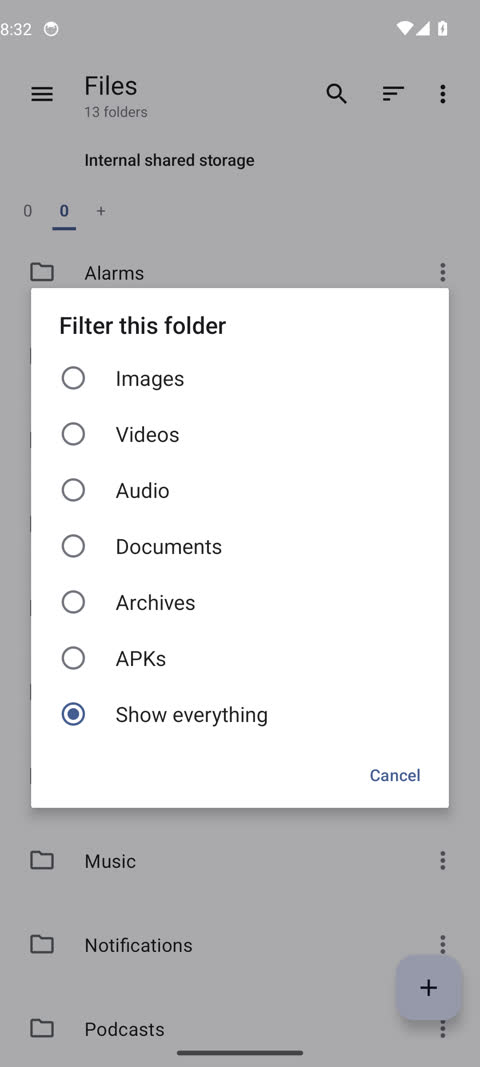 8:32
Files
13 folders
Internal shared storage
0 0 +
Alarms
Filter this folder
Images
Videos
Audio
Documents
Archives
APKs
Show everything
Cancel
Music
Notifications
Podcasts